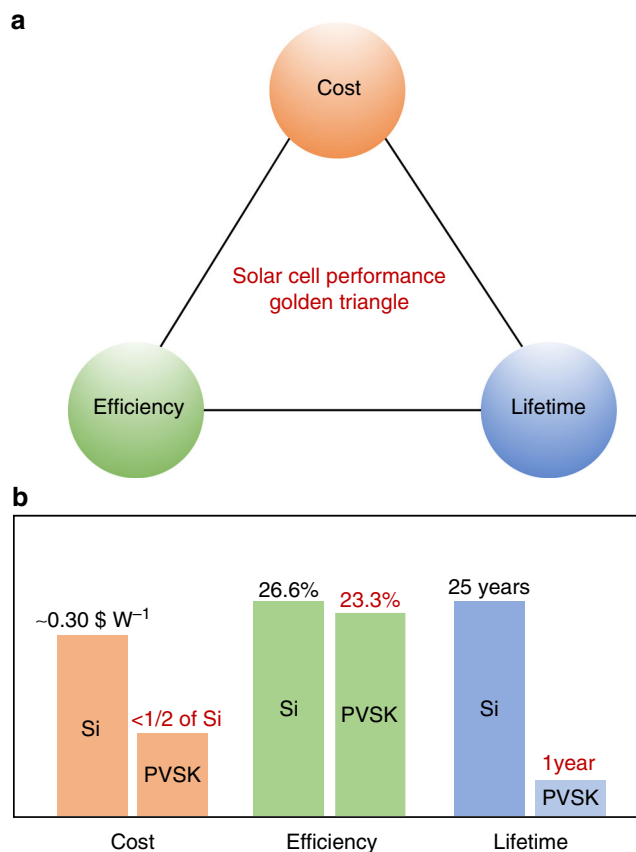 a
Cost
Solar cell performance
golden triangle
Efficiency
Lifetime
b
~0.30 $ W⁻¹
Si
<1/2 of Si
PVSK
26.6%
Si
23.3%
PVSK
25 years
Si
1year
PVSK
Cost
Efficiency
Lifetime